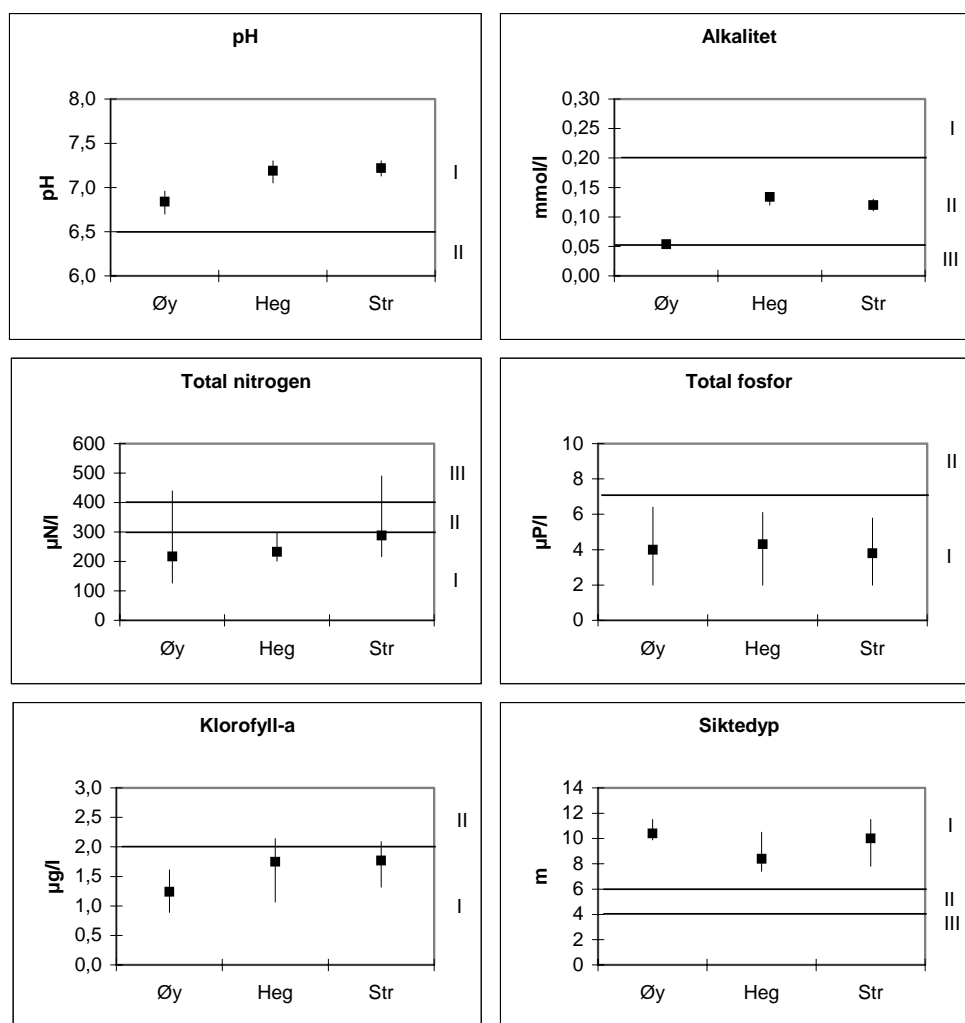 pH
8,0
7,5
7,0
6,5
6,0
pH
Øy Heg Str
I
II
Alkalitet
0,30
0,25
0,20
0,15
0,10
0,05
0,00
mmol/l
Øy Heg Str
I
II
III
Total nitrogen
600
500
400
300
200
100
0
µN/l
Øy Heg Str
III
II
I
Total fosfor
10
8
6
4
2
0
µP/l
Øy Heg Str
II
I
Klorofyll-a
3,0
2,5
2,0
1,5
1,0
0,5
0,0
µg/l
Øy Heg Str
II
I
Siktedyp
14
12
10
8
6
4
2
0
m
Øy Heg Str
I
II
III